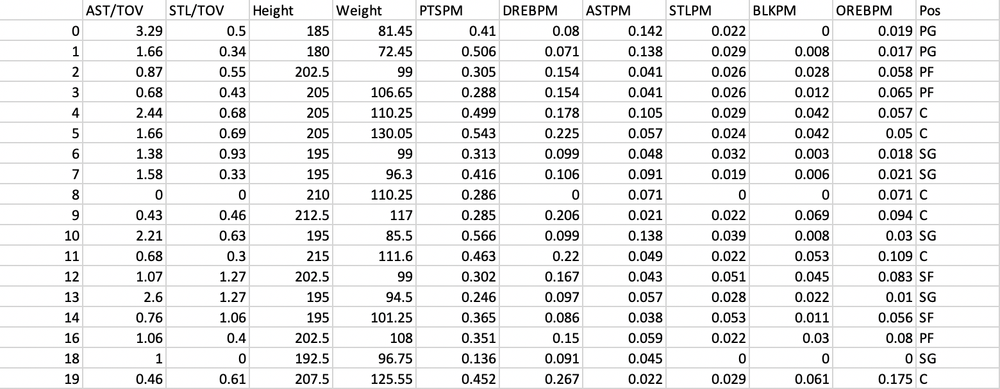 AST/TOV STL/TOV Height Weight PTSPM DREBPM ASTPM STLPM BLKPM OREBPM Pos
0 3.29 0.5 185 81.45 0.41 0.08 0.142 0.022 0 0.019 PG
1 1.66 0.34 180 72.45 0.506 0.071 0.138 0.029 0.008 0.017 PG
2 0.87 0.55 202.5 99 0.305 0.154 0.041 0.026 0.028 0.058 PF
3 0.68 0.43 205 106.65 0.288 0.154 0.041 0.026 0.012 0.065 PF
4 2.44 0.68 205 110.25 0.499 0.178 0.105 0.029 0.042 0.057 C
5 1.66 0.69 205 130.05 0.543 0.225 0.057 0.024 0.042 0.05 C
6 1.38 0.93 195 99 0.313 0.099 0.048 0.032 0.003 0.018 SG
7 1.58 0.33 195 96.3 0.416 0.106 0.091 0.019 0.006 0.021 SG
8 0 0 210 110.25 0.286 0 0.071 0 0 0.071 C
9 0.43 0.46 212.5 117 0.285 0.206 0.021 0.022 0.069 0.094 C
10 2.21 0.63 195 85.5 0.566 0.099 0.138 0.039 0.008 0.03 SG
11 0.68 0.3 215 111.6 0.463 0.22 0.049 0.022 0.053 0.109 C
12 1.07 1.27 202.5 99 0.302 0.167 0.043 0.051 0.045 0.083 SF
13 2.6 1.27 195 94.5 0.246 0.097 0.057 0.028 0.022 0.01 SG
14 0.76 1.06 195 101.25 0.365 0.086 0.038 0.053 0.011 0.056 SF
16 1.06 0.4 202.5 108 0.351 0.15 0.059 0.022 0.03 0.08 PF
18 1 0 192.5 96.75 0.136 0.091 0.045 0 0 0 SG
19 0.46 0.61 207.5 125.55 0.452 0.267 0.022 0.029 0.061 0.175 C